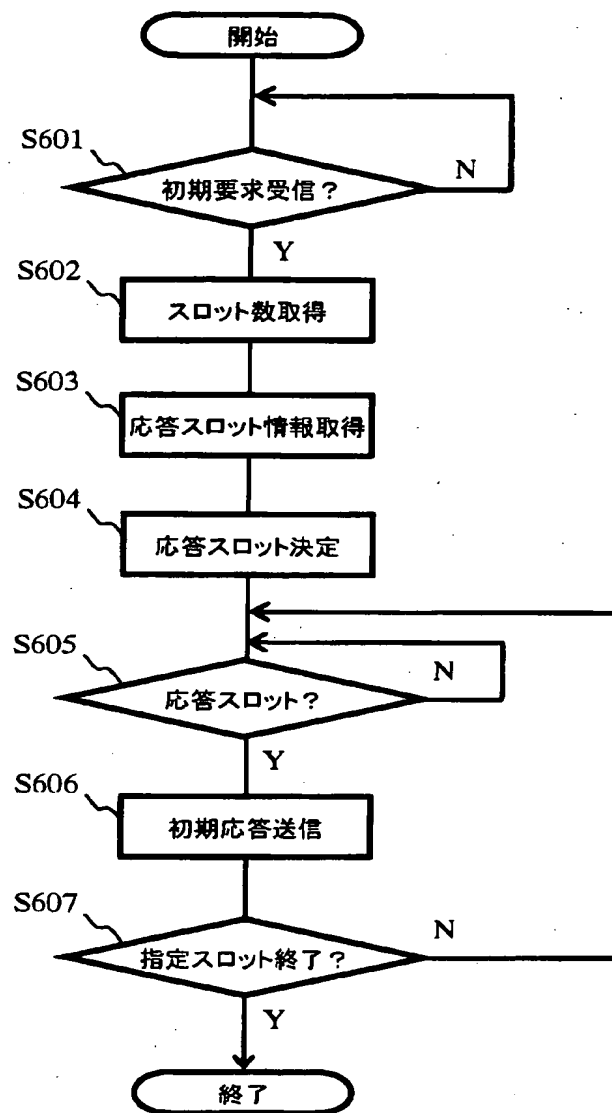 開始
S601
初期要求受信？
N
Y
S602
スロット数取得
S603
応答スロット情報取得
S604
応答スロット決定
S605
応答スロット？
N
Y
S606
初期応答送信
S607
指定スロット終了？
N
Y
終了